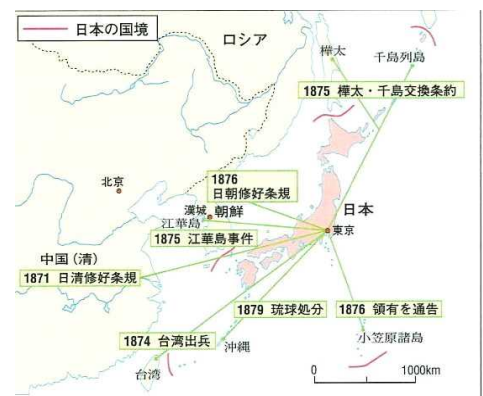 日本の国境
ロシア
樺太
千島列島
1875 樺太・千島交換条約
北京
1876
日朝修好条規
漢城
朝鮮
江華島
日本
東京
1875 江華島事件
中国(清)
1871 日清修好条規
1879 琉球処分
1876 領有を通告
1874 台湾出兵
沖縄
小笠原諸島
台湾
0
1000km